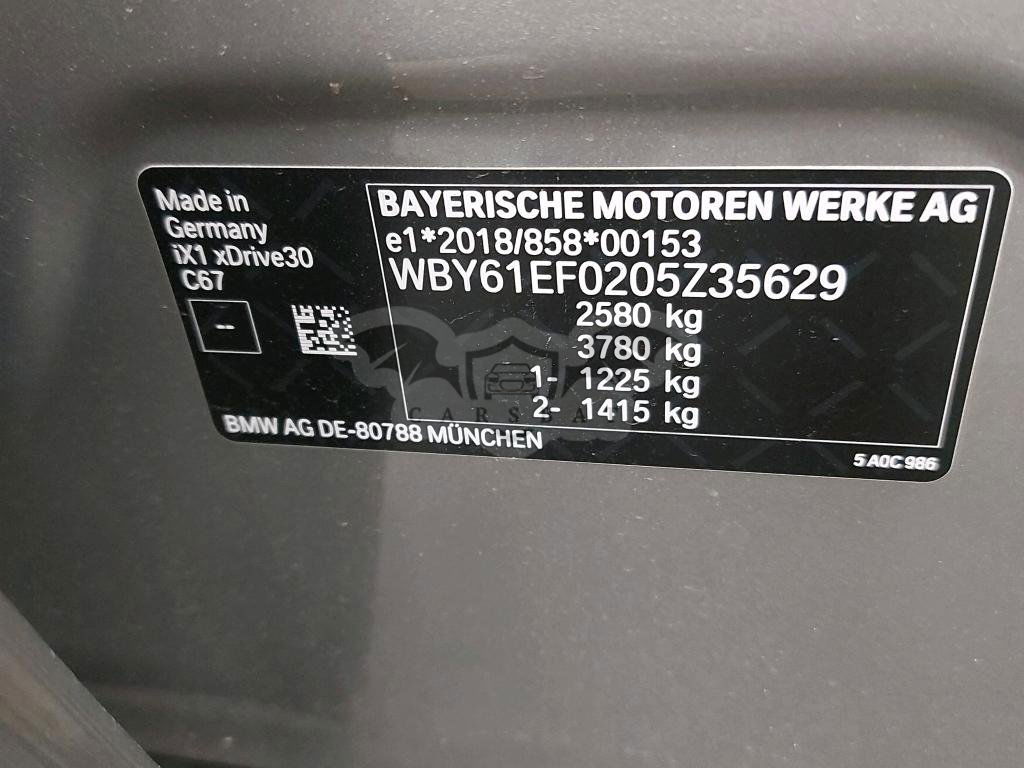 Made in
Germany
iX1 xDrive30
C67
--
BMW AG DE-80788 MÜNCHEN
BAYERISCHE MOTOREN WERKE AG
e1*2018/858*00153
WBY61EF0205Z35629
2580 kg
3780 kg
1- 1225 kg
2- 1415 kg
5 A0C 986